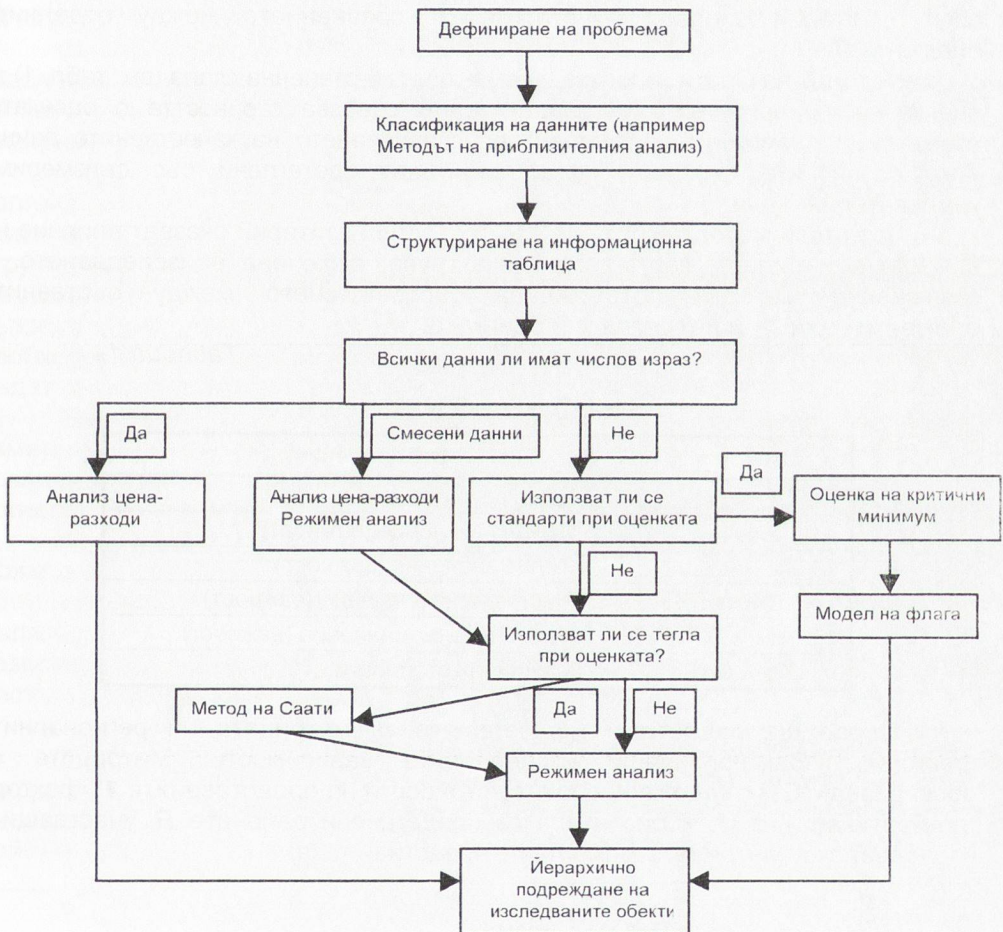 Дефиниране на проблема
Класификация на данните (например
Методът на приблизителния анализ)
Структуриране на информационна
таблица
Всички данни ли имат числов израз?
Да
Смесени данни
Не
Да
Анализ цена-
разходи
Анализ цена-разходи
Режимен анализ
Използват ли се
стандарти при оценката
Оценка на критични
минимум
Не
Модел на флага
Използват ли се тегла
при оценката?
Метод на Саати
Да
Не
Режимен анализ
Йерархично
подреждане на
изследваните обекти